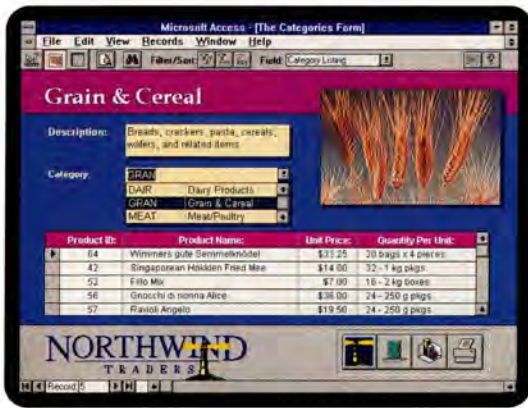 Microsoft Access - [The Categories Form]
File Edit View Records Window Help
Filter/Sort: Field: Category Listing
Grain & Cereal
Description: Breads, crackers, pasta, cereals,
wafers, and related items
Category: GRAN
DAIR Dairy Products
GRAN Grain & Cereal
MEAT Meat/Poultry
Product ID: Product Name: Unit Price: Quantity Per Unit:
64 Wimmers gute Semmelknödel $33.25 20 bags x 4 pieces
42 Singaporean Hokkien Fried Mee $14.00 32 - 1 kg pkgs.
52 Filo Mix $7.00 16 - 2 kg boxes
56 Gnocchi di nonna Alice $38.00 24 - 250 g pkgs.
57 Ravioli Angelo $19.50 24 - 250 g pkgs.
NORTHWIND
TRADERS
Record: 5